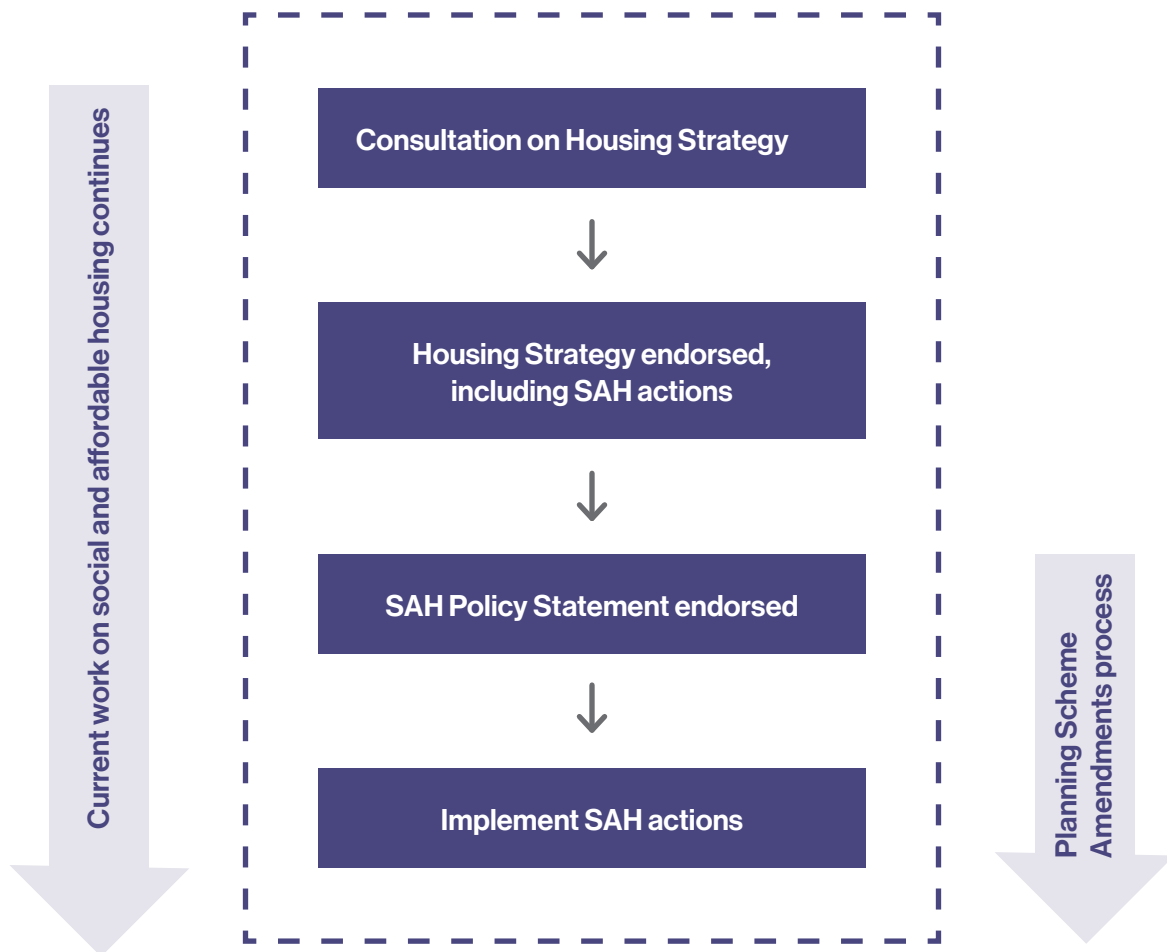 Current work on social and affordable housing continues
Consultation on Housing Strategy
Housing Strategy endorsed,
including SAH actions
SAH Policy Statement endorsed
Implement SAH actions
Planning Scheme
Amendments process